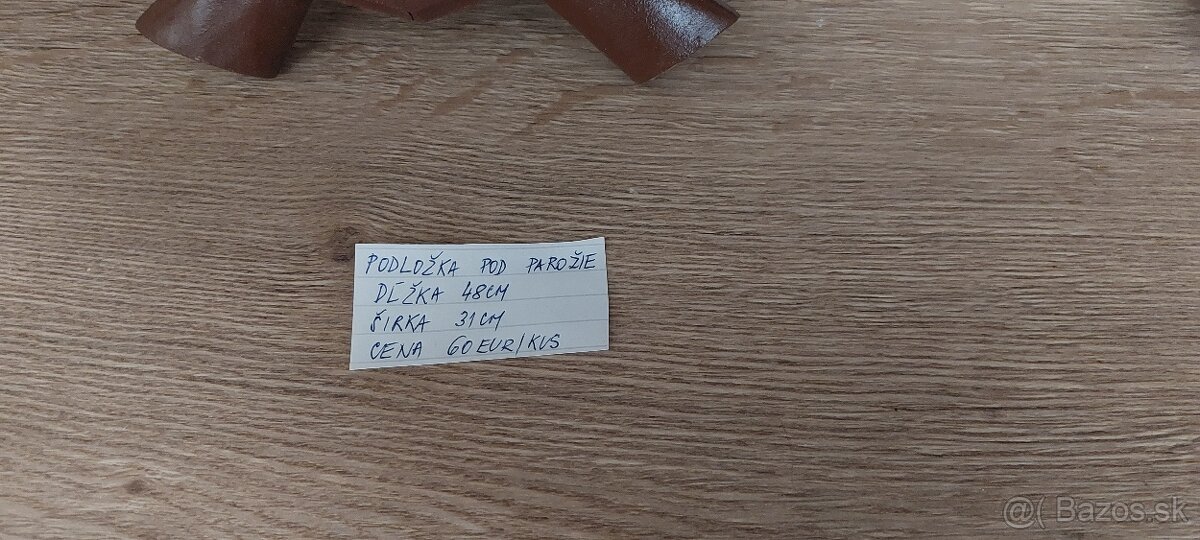 PODLOŽKA POD PAROŽIE
DĹŽKA 48CM
ŠIRKA 31CM
CENA 60EUR/KUS
@( Bazos.sk